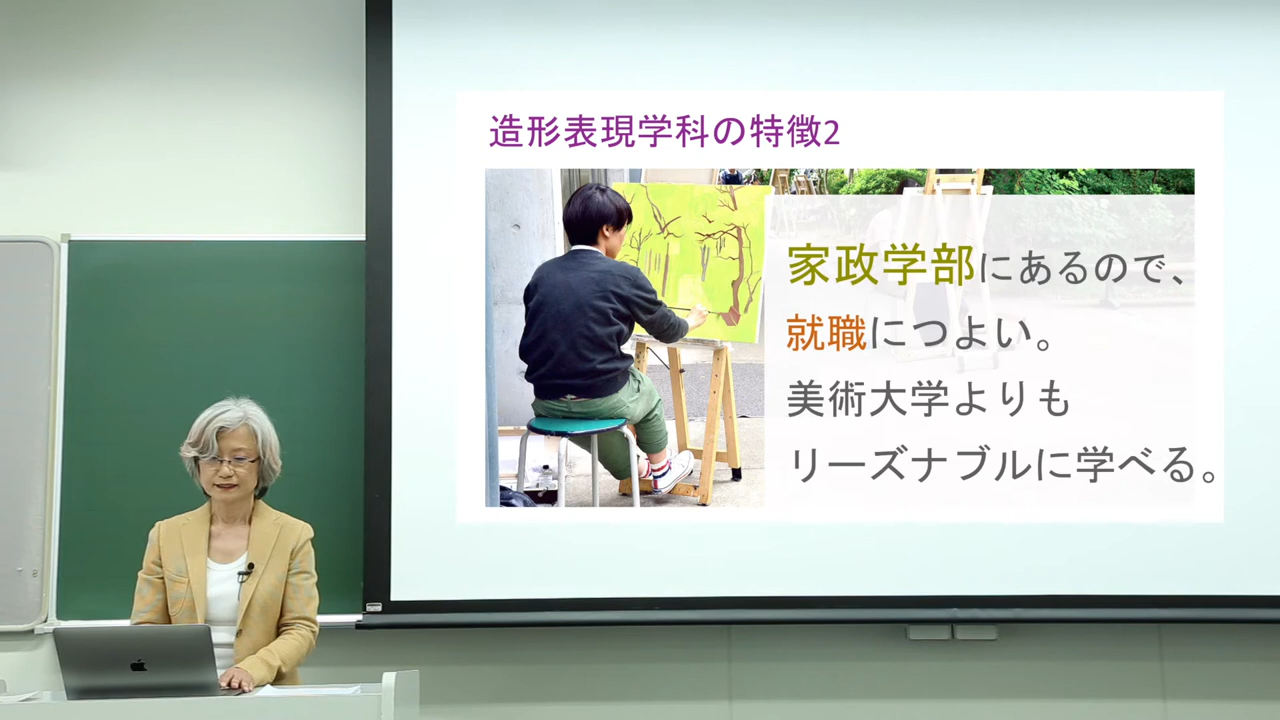 造形表現学科の特徴2
家政学部にあるので、
就職につよい。
美術大学よりも
リーズナブルに学べる。